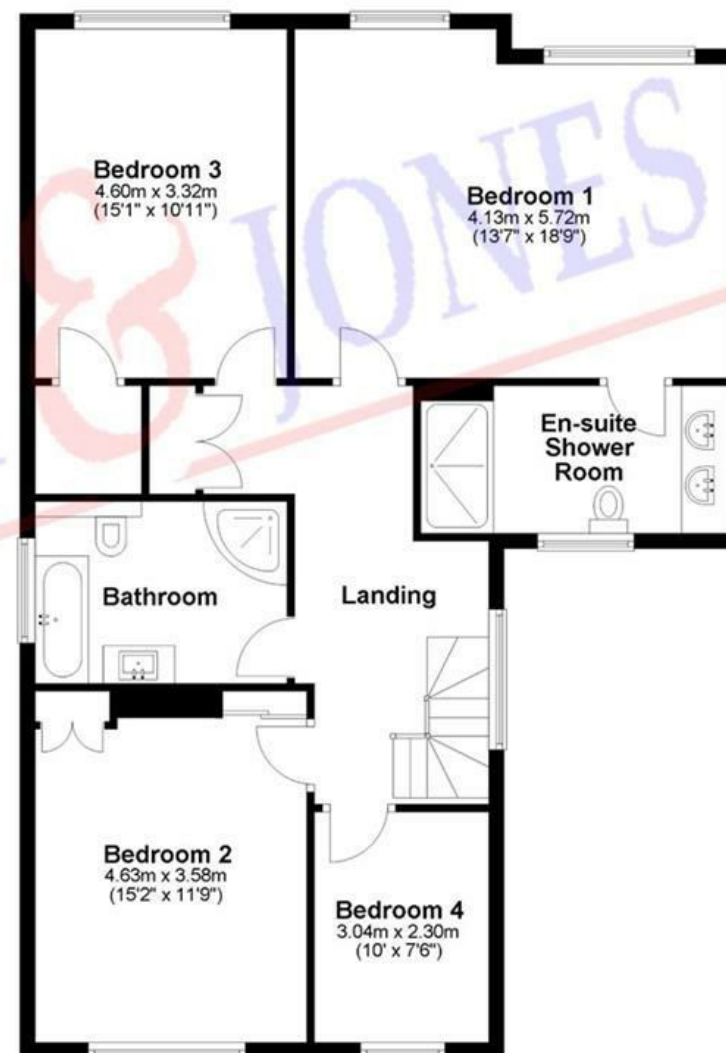 Bedroom 3
4.60m x 3.32m
(15'1" x 10'11")
Bedroom 1
4.13m x 5.72m
(13'7" x 18'9")
& JONES
En-suite
Shower
Room
Bathroom
Landing
Bedroom 2
4.63m x 3.58m
(15'2" x 11'9")
Bedroom 4
3.04m x 2.30m
(10' x 7'6")